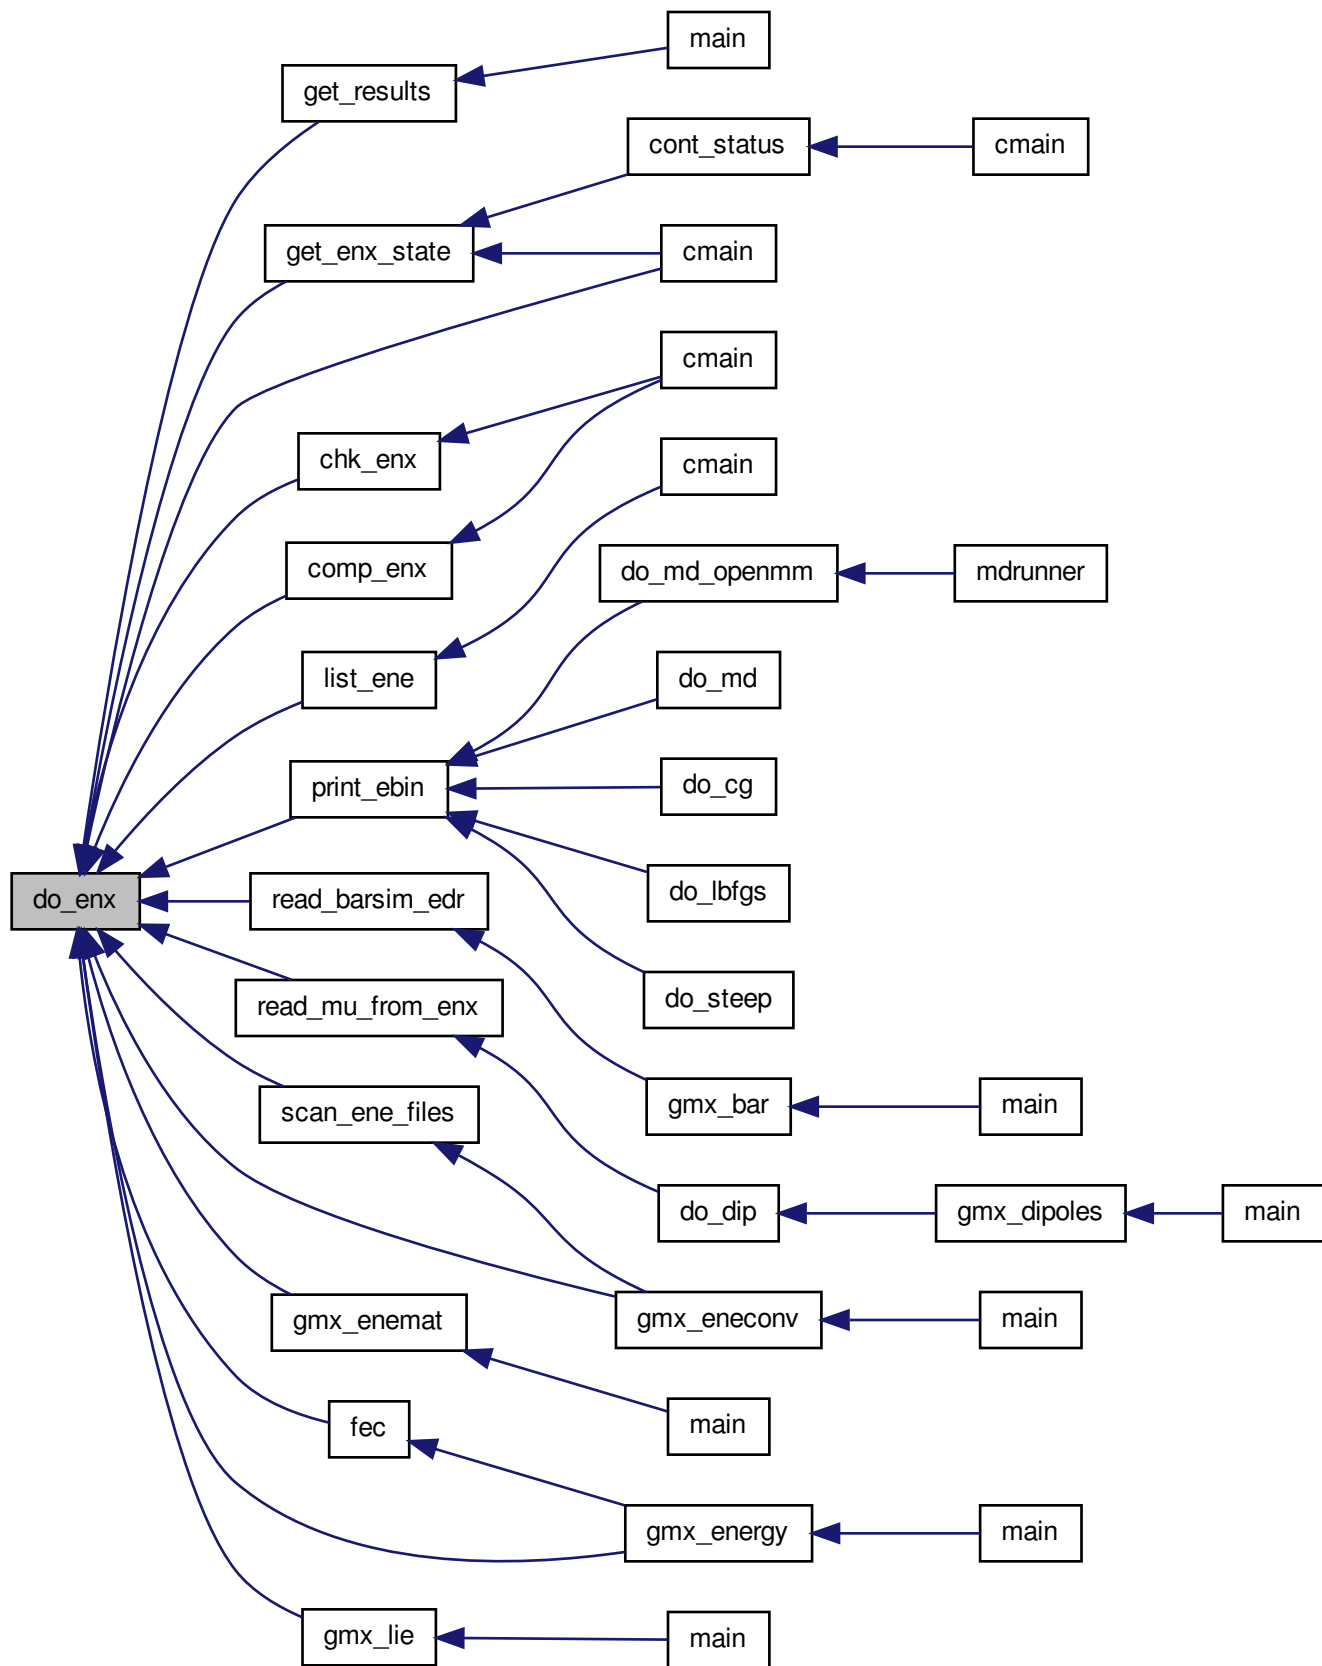 main
get_results
cont_status
cmain
get_enx_state
cmain
cmain
chk_enx
cmain
comp_enx
do_md_openmm
mdrunner
list_ene
do_md
print_ebin
do_cg
do_enx
read_barsim_edr
do_lbfgs
read_mu_from_enx
do_steep
scan_ene_files
gmx_bar
main
do_dip
gmx_dipoles
main
gmx_enemat
gmx_eneconv
main
fec
main
gmx_energy
main
gmx_lie
main